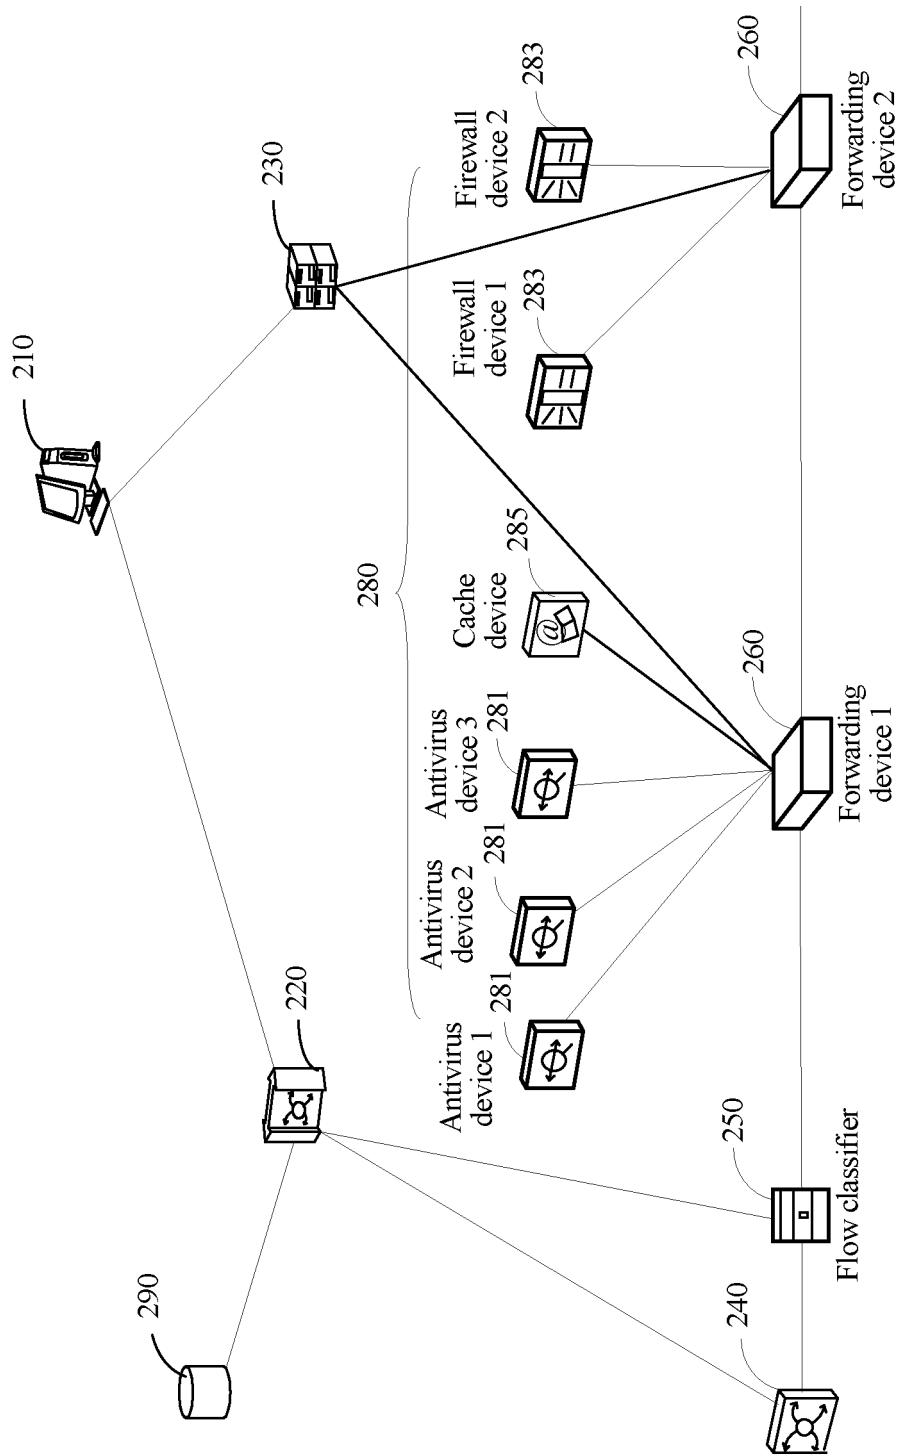 210
290
220
230
280
Antivirus
device 1
281
Antivirus
device 2
281
Antivirus
device 3
281
Cache
device
285
Firewall
device 1
283
Firewall
device 2
283
240
250
Flow classifier
260
Forwarding
device 1
260
Forwarding
device 2